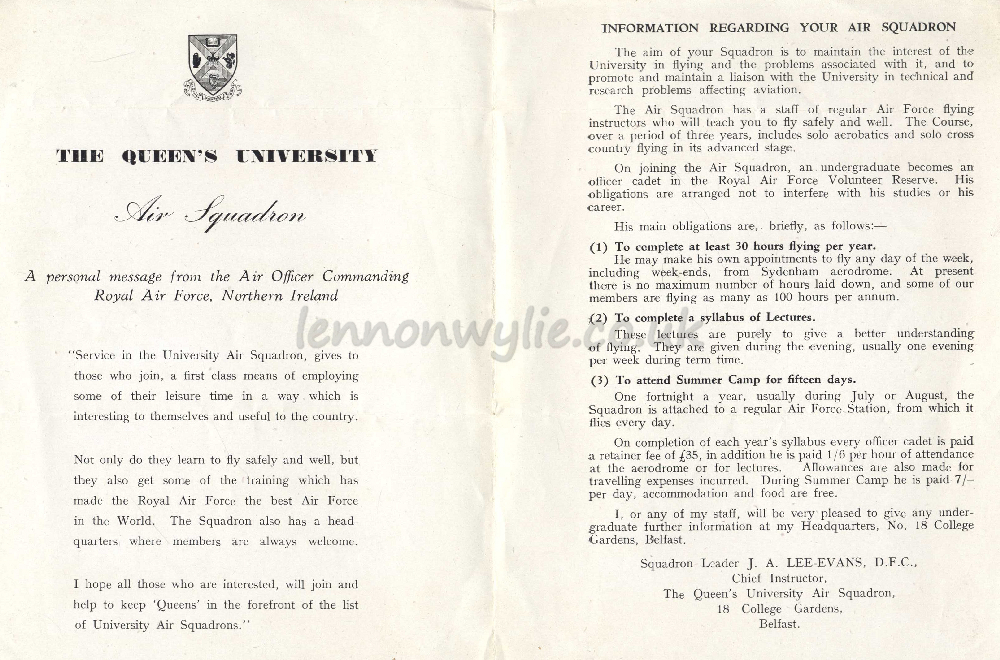 THE QUEEN'S UNIVERSITY
Air Squadron
A personal message from the Air Officer Commanding
Royal Air Force, Northern Ireland
"Service in the University Air Squadron, gives to
those who join, a first class means of employing
some of their leisure time in a way which is
interesting to themselves and useful to the country.
Not only do they learn to fly safely and well, but
they also get some of the training which has
made the Royal Air Force the best Air Force
in the World. The Squadron also has a head-
quarters where members are always welcome.
I hope all those who are interested, will join and
help to keep 'Queens' in the forefront of the list
of University Air Squadrons."
INFORMATION REGARDING YOUR AIR SQUADRON
The aim of your Squadron is to maintain the interest of the
University in flying and the problems associated with it, and to
promote and maintain a liaison with the University in technical and
research problems affecting aviation.
The Air Squadron has a staff of regular Air Force flying
instructors who will teach you to fly safely and well. The Course,
over a period of three years, includes solo aerobatics and solo cross
country flying in its advanced stage.
On joining the Air Squadron, an undergraduate becomes an
officer cadet in the Royal Air Force Volunteer Reserve. His
obligations are arranged not to interfere with his studies or his
career.
His main obligations are, briefly, as follows:—
(1) To complete at least 30 hours flying per year.
He may make his own appointments to fly any day of the week,
including week-ends, from Sydenham aerodrome. At present
there is no maximum number of hours laid down, and some of our
members are flying as many as 100 hours per annum.
(2) To complete a syllabus of Lectures.
These lectures are purely to give a better understanding
of flying. They are given during the evening, usually one evening
per week during term time.
(3) To attend Summer Camp for fifteen days.
One fortnight a year, usually during July or August, the
Squadron is attached to a regular Air Force Station, from which it
flies every day.
On completion of each year's syllabus every officer cadet is paid
a retainer fee of £35, in addition he is paid 1/6 per hour of attendance
at the aerodrome or for lectures. Allowances are also made for
travelling expenses incurred. During Summer Camp he is paid 7/–
per day, accommodation and food are free.
I, or any of my staff, will be very pleased to give any under-
graduate further information at my Headquarters, No. 18 College
Gardens, Belfast.
Squadron Leader J. A. LEE-EVANS, D.F.C.,
Chief Instructor,
The Queen's University Air Squadron,
18 College Gardens,
Belfast.
lennonwylie.co.uk